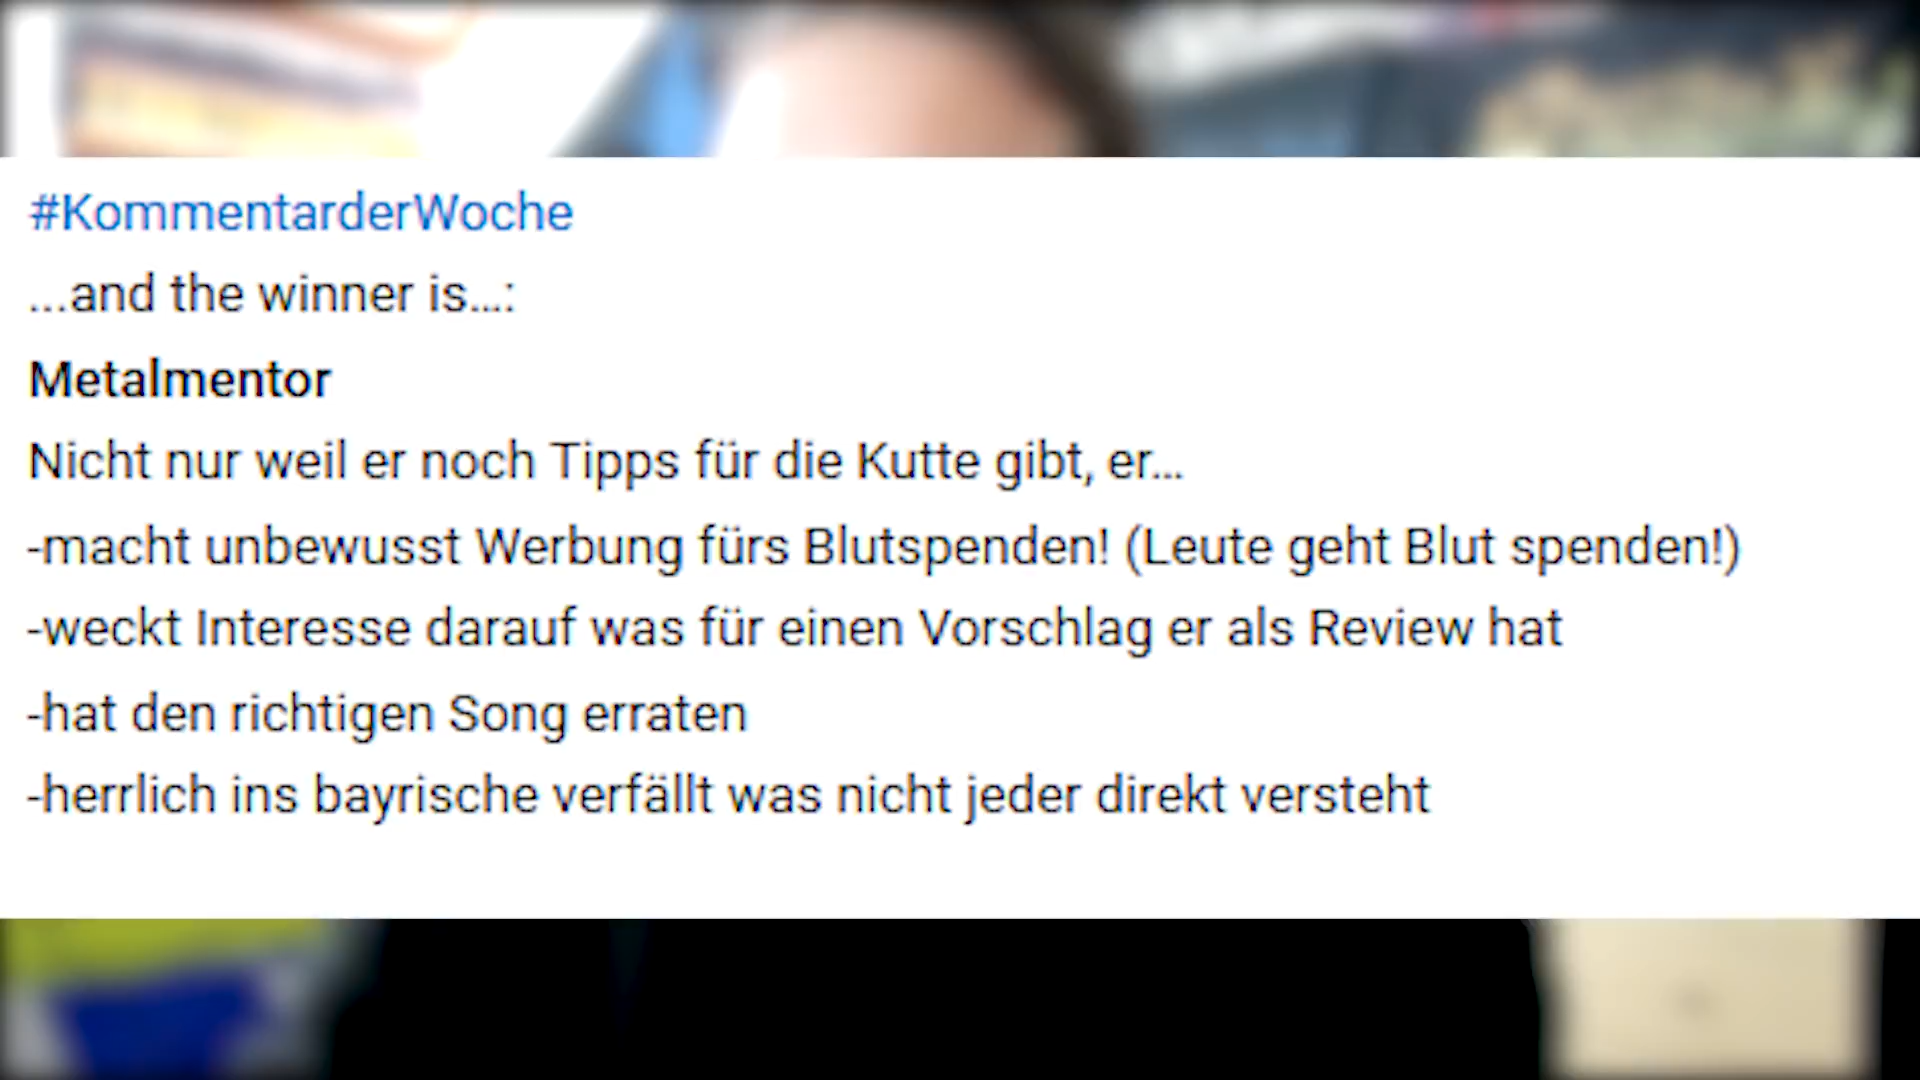 #KommentarderWoche
...and the winner is...:
Metalmentor
Nicht nur weil er noch Tipps für die Kutte gibt, er...
-macht unbewusst Werbung fürs Blutspenden! (Leute geht Blut spenden!)
-weckt Interesse darauf was für einen Vorschlag er als Review hat
-hat den richtigen Song erraten
-herrlich ins bayrische verfällt was nicht jeder direkt versteht